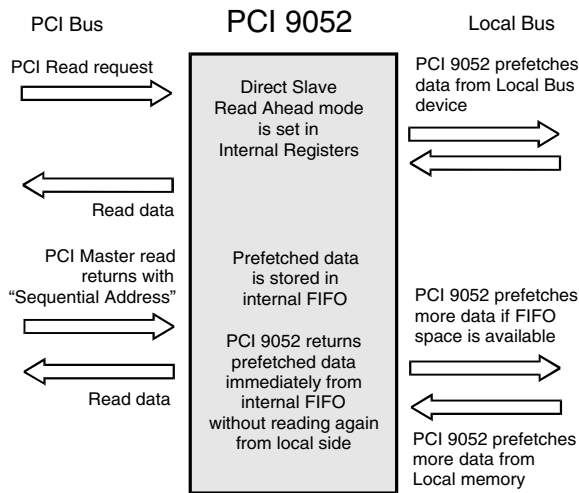 PCI Bus
PCI 9052
Local Bus
PCI Read request
Direct Slave
Read Ahead mode
is set in
Internal Registers
PCI 9052 prefetches
data from Local Bus
device
Read data
PCI Master read
returns with
“Sequential Address”
Prefetched data
is stored in
internal FIFO
PCI 9052 prefetches
more data if FIFO
space is available
PCI 9052 returns
prefetched data
immediately from
internal FIFO
without reading again
from local side
Read data
PCI 9052 prefetches
more data from
Local memory